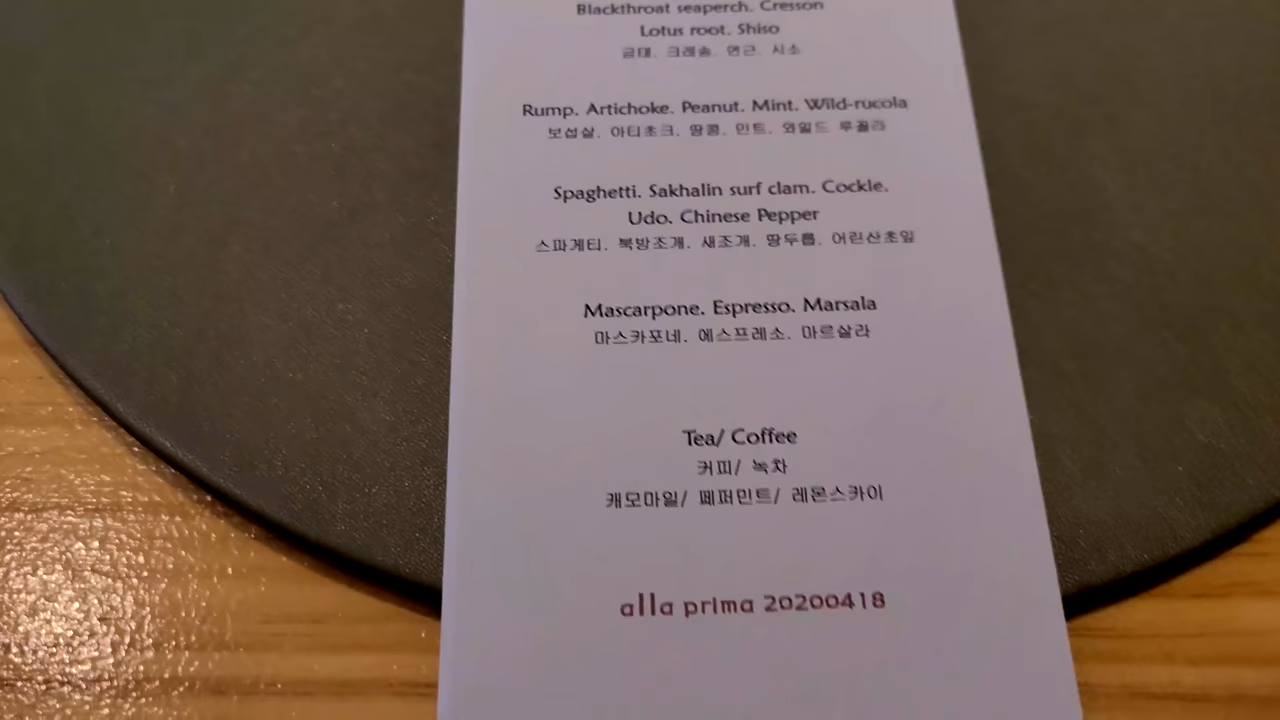 Blackthroat seaperch. Cresson
Lotus root. Shiso
금태. 크레송. 연근. 시소
Rump. Artichoke. Peanut. Mint. Wild-rucola
보섭살. 아티초크. 땅콩. 민트. 와일드 루꼴라
Spaghetti. Sakhalin surf clam. Cockle.
Udo. Chinese Pepper
스파게티. 북방조개. 새조개. 땅두릅. 어린산초잎
Mascarpone. Espresso. Marsala
마스카포네. 에스프레소. 마르살라
Tea/ Coffee
커피/ 녹차
캐모마일/ 페퍼민트/ 레몬스카이
alla prima 20200418